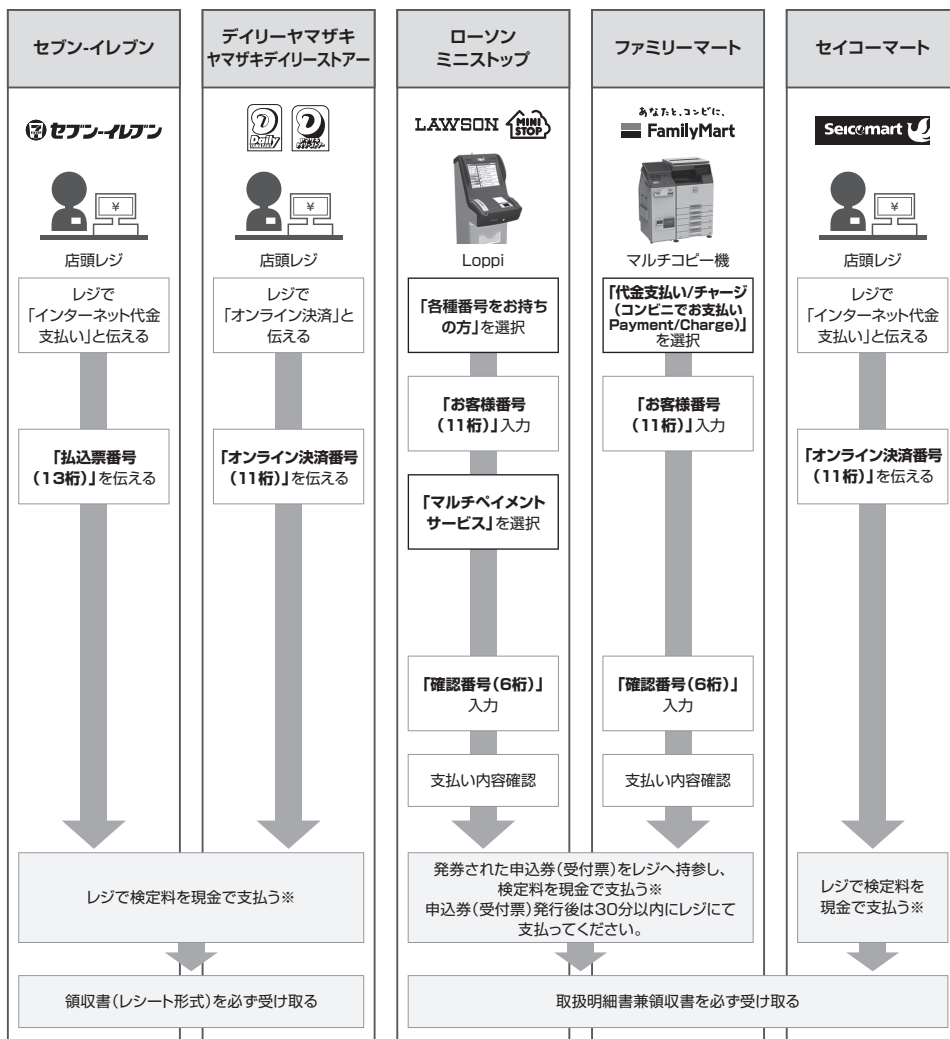 セブン-イレブン
デイリーヤマザキ
ヤマザキデイリーストアー
ローソン
ミニストップ
ファミリーマート
セイコーマート
セブン-イレブン
Daily
LAWSON
MINI
STOP
あなたと、コンビに、
FamilyMart
Seicomart
¥
¥
¥
店頭レジ
店頭レジ
Loppi
マルチコピー機
店頭レジ
レジで
「インターネット代金
支払い」と伝える
レジで
「オンライン決済」と
伝える
「各種番号をお持ち
の方」を選択
「代金支払い/チャージ
(コンビニでお支払い
Payment/Charge)」
を選択
レジで
「インターネット代金
支払い」と伝える
「お客様番号
(11桁)」入力
「お客様番号
(11桁)」入力
「払込票番号
(13桁)」を伝える
「オンライン決済番号
(11桁)」を伝える
「マルチペイメント
サービス」を選択
「オンライン決済番号
(11桁)」を伝える
「確認番号(6桁)」
入力
「確認番号(6桁)」
入力
支払い内容確認
支払い内容確認
レジで検定料を現金で支払う※
発券された申込券(受付票)をレジへ持参し、
検定料を現金で支払う※
申込券(受付票)発行後は30分以内にレジにて
支払ってください。
レジで検定料を
現金で支払う※
領収書(レシート形式)を必ず受け取る
取扱明細書兼領収書を必ず受け取る